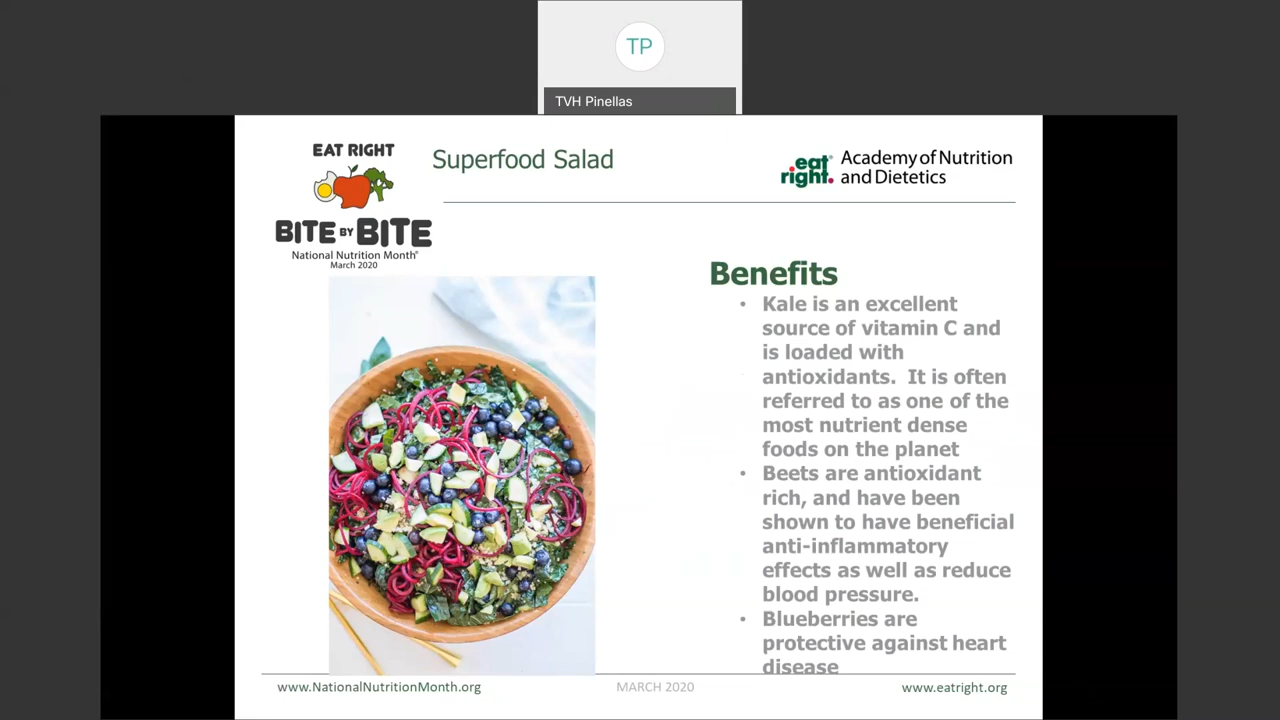 TP
TVH Pinellas
EAT RIGHT
BITE BY BITE
National Nutrition Month®
March 2020
Superfood Salad
eat right.
Academy of Nutrition
and Dietetics
Benefits
• Kale is an excellent
source of vitamin C and
is loaded with
antioxidants.  It is often
referred to as one of the
most nutrient dense
foods on the planet
• Beets are antioxidant
rich, and have been
shown to have beneficial
anti-inflammatory
effects as well as reduce
blood pressure.
• Blueberries are
protective against heart
disease
www.NationalNutritionMonth.org
MARCH 2020
www.eatright.org